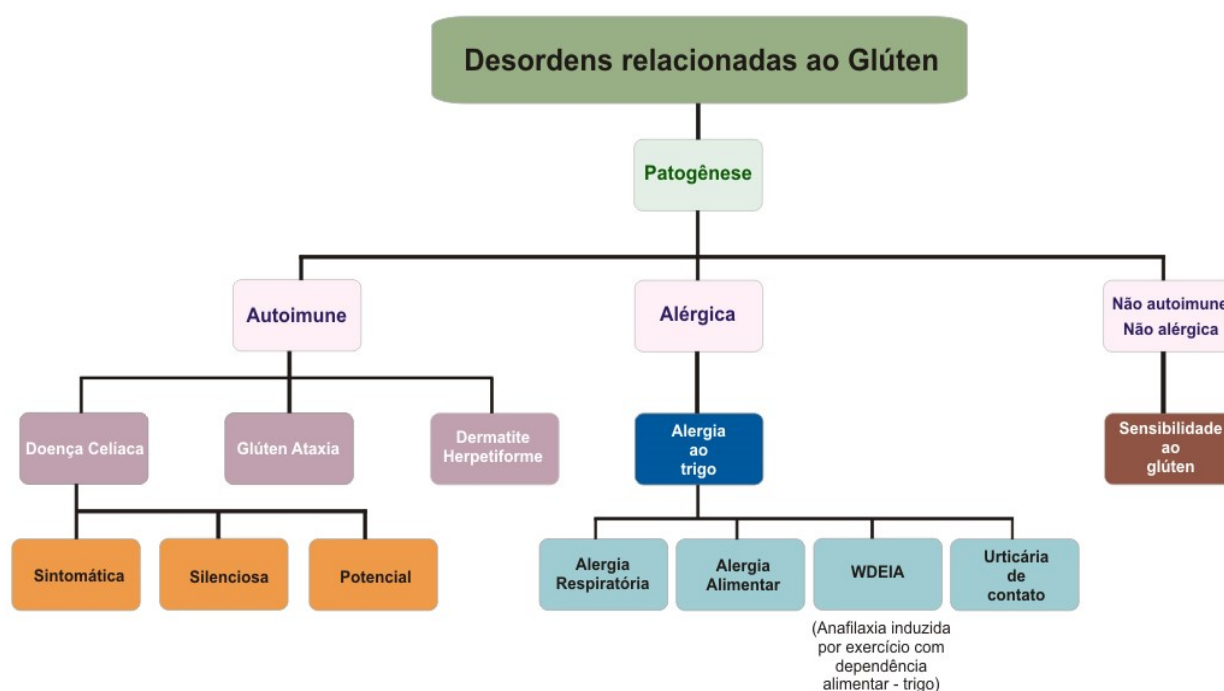 Desordens relacionadas ao Glúten
Patogênese
Autoimune
Alérgica
Não autoimune
Não alérgica
Doença Celíaca
Glúten Ataxia
Dermatite
Herpetiforme
Alergia
ao
trigo
Sensibilidade
ao
glúten
Sintomática
Silenciosa
Potencial
Alergia
Respiratória
Alergia
Alimentar
WDEIA
Urticária
de
contato
(Anafilaxia induzida
por exercício com
dependência
alimentar - trigo)